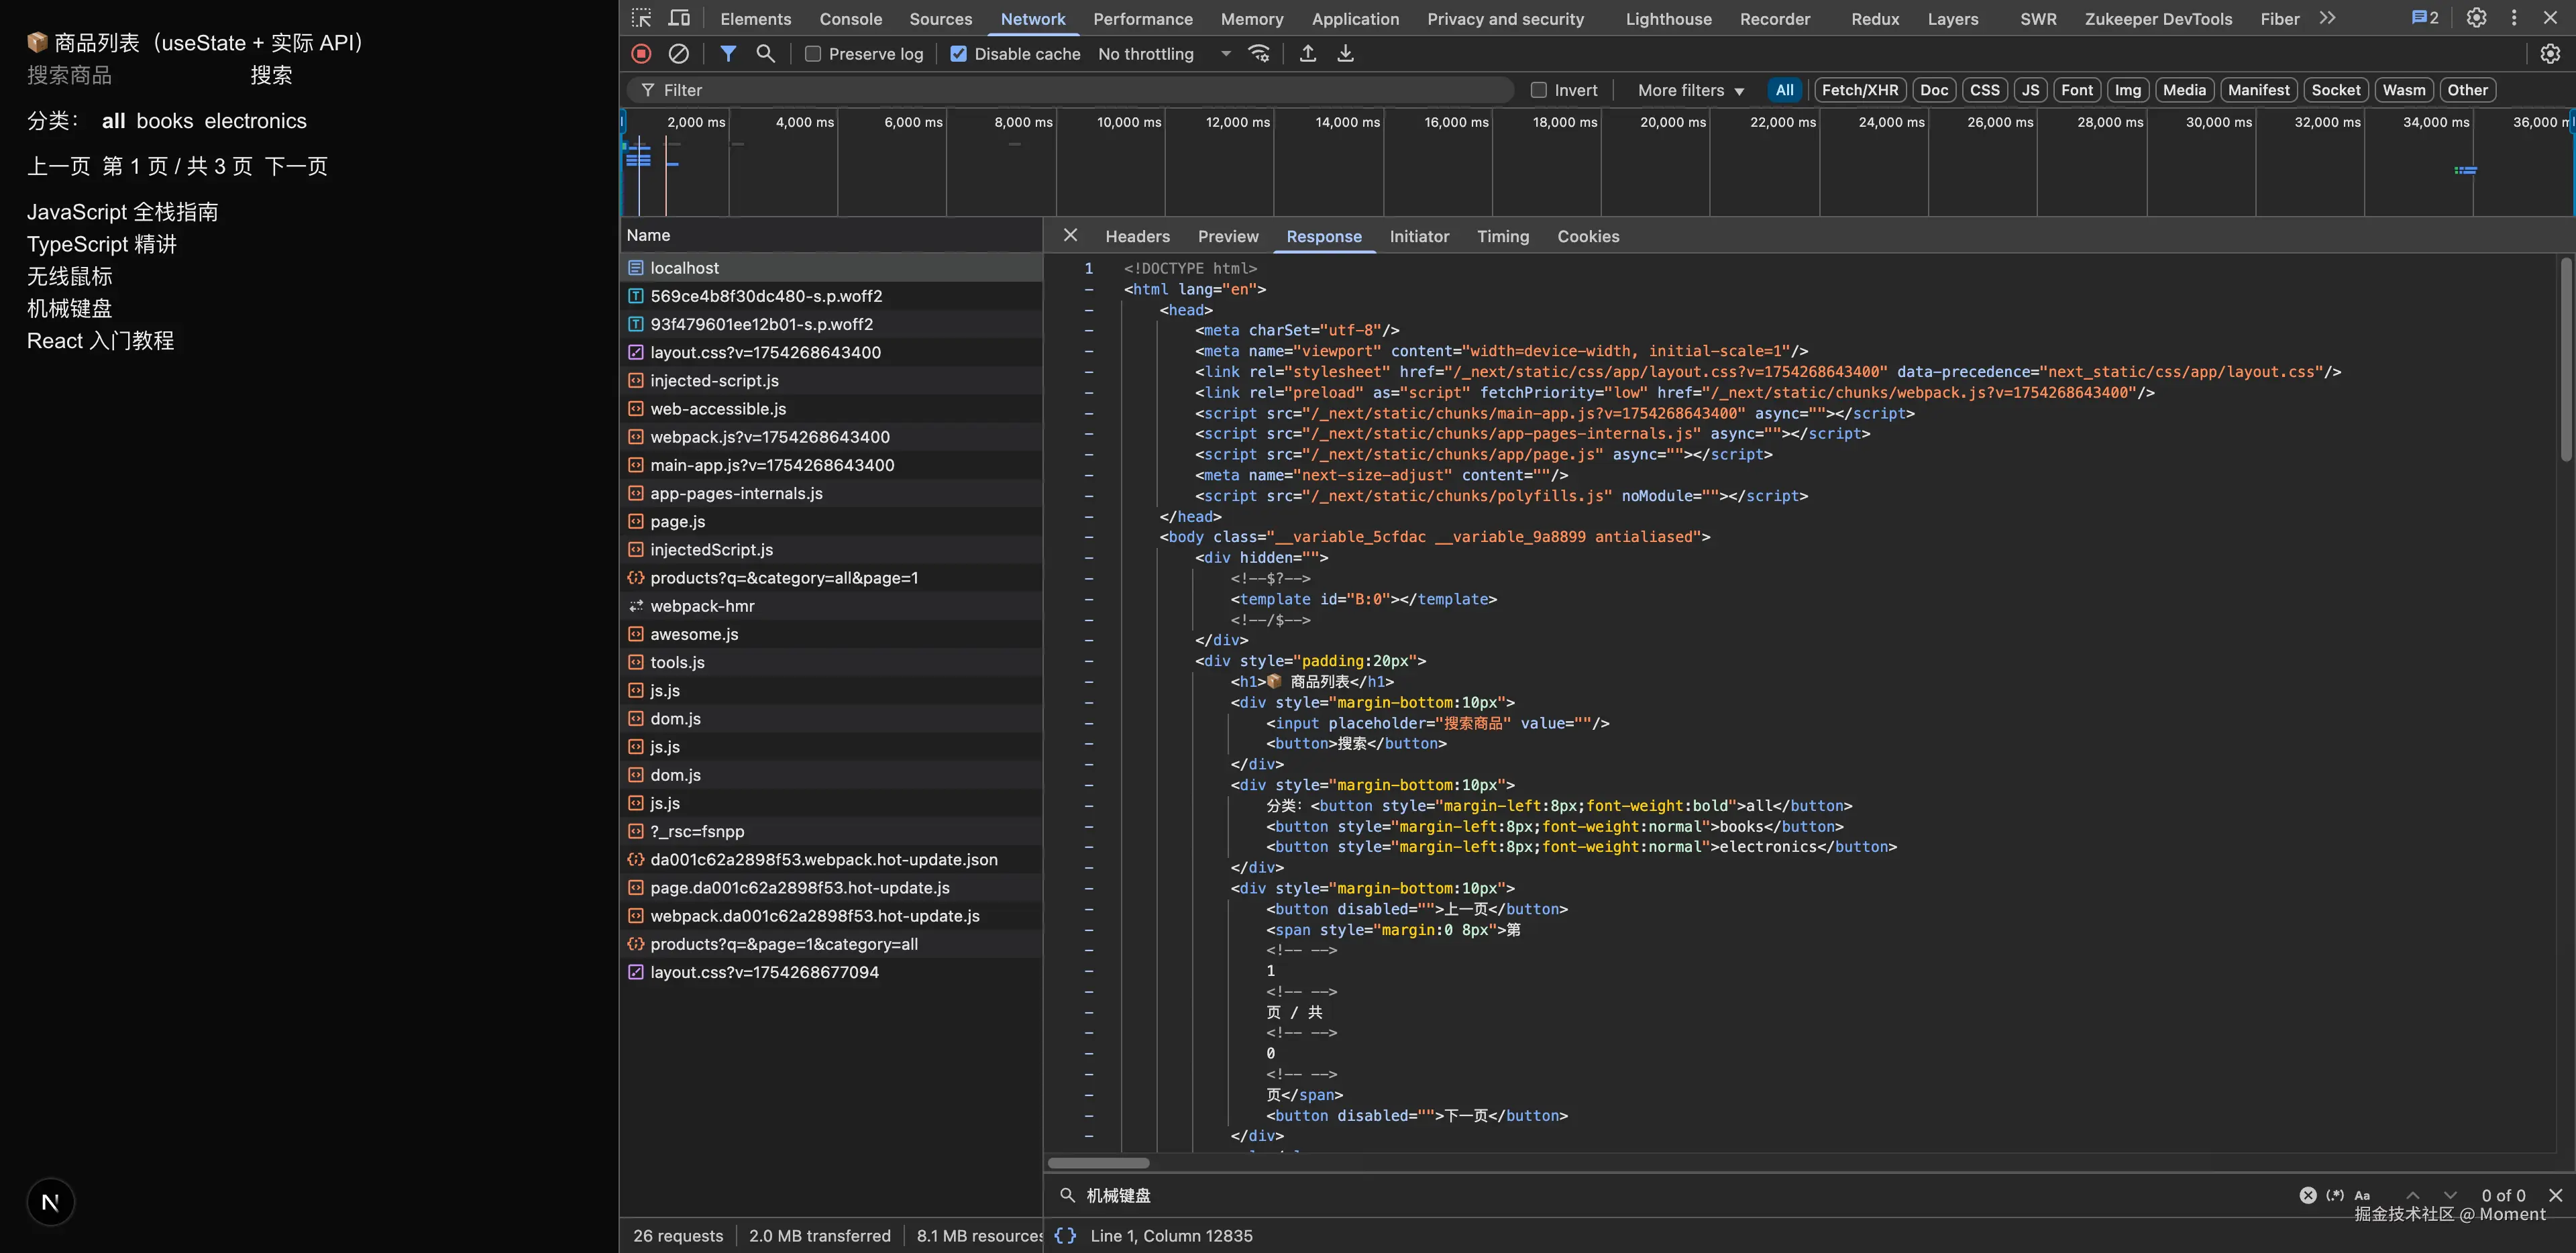 📦 商品列表（useState + 实际 API）
搜索商品 搜索
分类： all books electronics
上一页 第 1 页 / 共 3 页 下一页
JavaScript 全栈指南
TypeScript 精讲
无线鼠标
机械键盘
React 入门教程
N
Elements Console Sources Network Performance Memory Application Privacy and security Lighthouse Recorder Redux Layers SWR Zukeeper DevTools Fiber 2
Preserve log Disable cache No throttling
Filter Invert More filters All Fetch/XHR Doc CSS JS Font Img Media Manifest Socket Wasm Other
2,000 ms 4,000 ms 6,000 ms 8,000 ms 10,000 ms 12,000 ms 14,000 ms 16,000 ms 18,000 ms 20,000 ms 22,000 ms 24,000 ms 26,000 ms 28,000 ms 30,000 ms 32,000 ms 34,000 ms 36,000 m
Name
localhost
569ce4b8f30dc480-s.p.woff2
93f479601ee12b01-s.p.woff2
layout.css?v=1754268643400
injected-script.js
web-accessible.js
webpack.js?v=1754268643400
main-app.js?v=1754268643400
app-pages-internals.js
page.js
injectedScript.js
products?q=&category=all&page=1
webpack-hmr
awesome.js
tools.js
js.js
dom.js
js.js
dom.js
js.js
?_rsc=fsnpp
da001c62a2898f53.webpack.hot-update.json
page.da001c62a2898f53.hot-update.js
webpack.da001c62a2898f53.hot-update.js
products?q=&page=1&category=all
layout.css?v=1754268677094
26 requests 2.0 MB transferred 8.1 MB resources
Headers Preview Response Initiator Timing Cookies
1 <!DOCTYPE html>
- <html lang="en">
- <head>
- <meta charSet="utf-8"/>
- <meta name="viewport" content="width=device-width, initial-scale=1"/>
- <link rel="stylesheet" href="/_next/static/css/app/layout.css?v=1754268643400" data-precedence="next_static/css/app/layout.css"/>
- <link rel="preload" as="script" fetchPriority="low" href="/_next/static/chunks/webpack.js?v=1754268643400"/>
- <script src="/_next/static/chunks/main-app.js?v=1754268643400" async=""></script>
- <script src="/_next/static/chunks/app-pages-internals.js" async=""></script>
- <script src="/_next/static/chunks/app/page.js" async=""></script>
- <meta name="next-size-adjust" content=""/>
- <script src="/_next/static/chunks/polyfills.js" noModule=""></script>
- </head>
- <body class="__variable_5cfdac __variable_9a8899 antialiased">
- <div hidden="">
- <!--$?-->
- <template id="B:0"></template>
- <!--/$-->
- </div>
- <div style="padding:20px">
- <h1>📦 商品列表</h1>
- <div style="margin-bottom:10px">
- <input placeholder="搜索商品" value=""/>
- <button>搜索</button>
- </div>
- <div style="margin-bottom:10px">
- 分类：<button style="margin-left:8px;font-weight:bold">all</button>
- <button style="margin-left:8px;font-weight:normal">books</button>
- <button style="margin-left:8px;font-weight:normal">electronics</button>
- </div>
- <div style="margin-bottom:10px">
- <button disabled="">上一页</button>
- <span style="margin:0 8px">第
- <!-- -->
- 1
- <!-- -->
- 页 / 共
- <!-- -->
- 0
- <!-- -->
- 页</span>
- <button disabled="">下一页</button>
- </div>
机械键盘 (.*) Aa 0 of 0
掘金技术社区 @ Moment
{ } Line 1, Column 12835